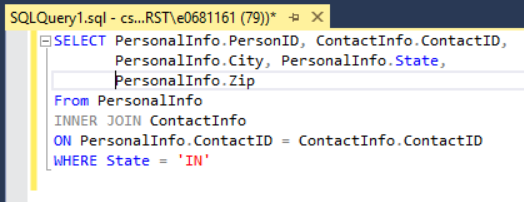 SQLQuery1.sql - cs...RST\e0681161 (79))*
SELECT PersonalInfo.PersonID, ContactInfo.ContactID,
PersonalInfo.City, PersonalInfo.State,
PersonalInfo.Zip
From PersonalInfo
INNER JOIN ContactInfo
ON PersonalInfo.ContactID = ContactInfo.ContactID
WHERE State = 'IN'